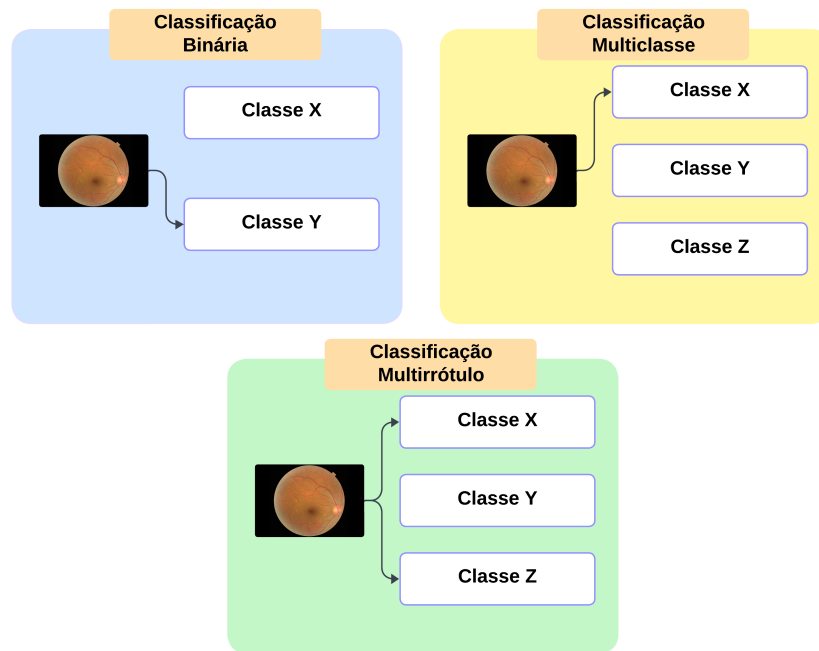 Classificação
Binária
Classe X
Classe Y
Classificação
Multiclasse
Classe X
Classe Y
Classe Z
Classificação
Multirrótulo
Classe X
Classe Y
Classe Z